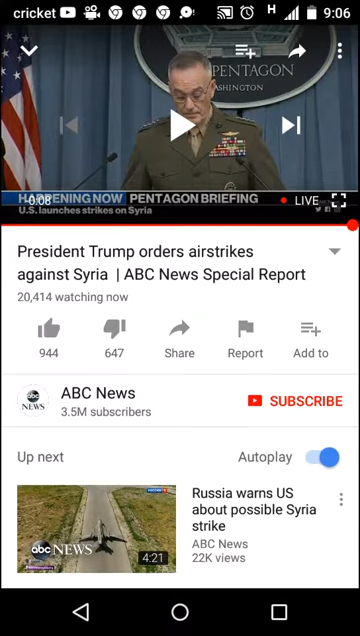 cricket
H
9:06
PENTAGON
WASHINGTON
-0:08
HAPPENING NOW PENTAGON BRIEFING
LIVE
U.S. launches strikes on Syria
President Trump orders airstrikes
against Syria | ABC News Special Report
20,414 watching now
944
647
Share
Report
Add to
abc
NEWS
ABC News
3.5M subscribers
SUBSCRIBE
Up next
Autoplay
abc NEWS
4:21
Russia warns US
about possible Syria
strike
ABC News
22K views